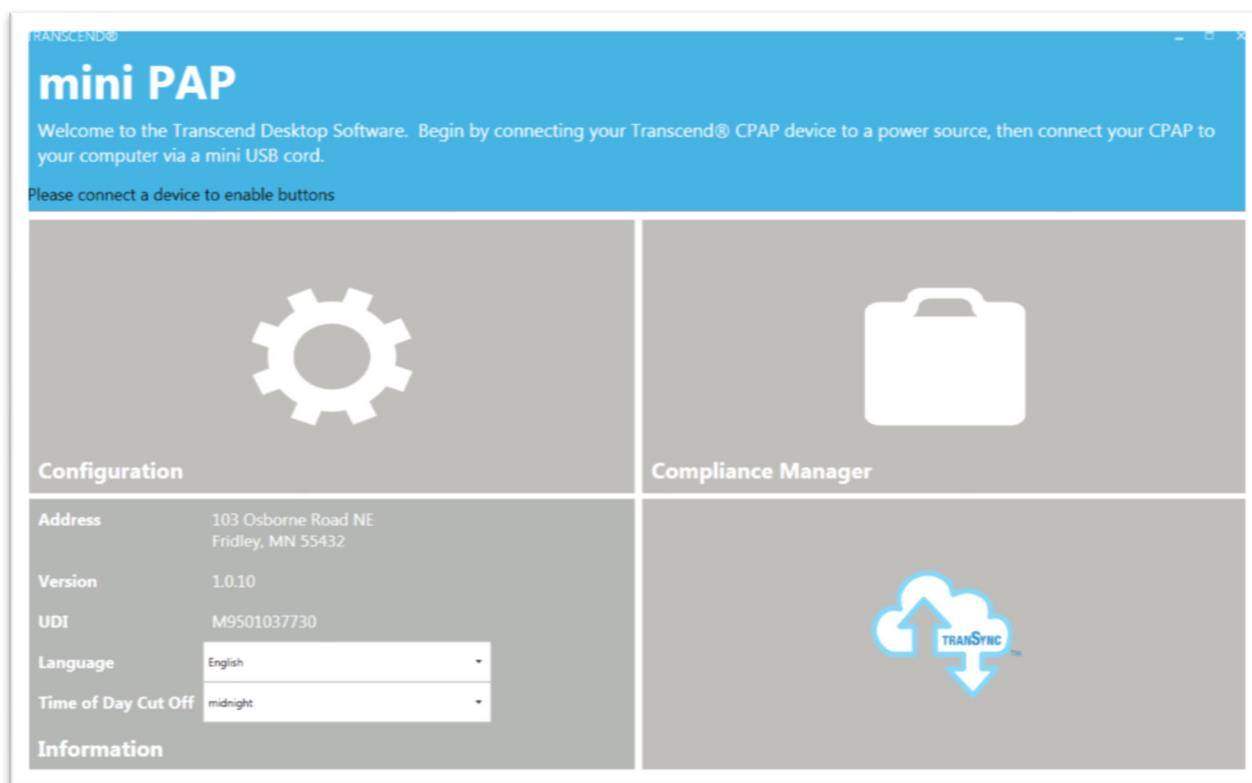 TRANSCEND®
mini PAP
Welcome to the Transcend Desktop Software. Begin by connecting your Transcend® CPAP device to a power source, then connect your CPAP to
your computer via a mini USB cord.
Please connect a device to enable buttons
Configuration
Compliance Manager
Address 103 Osborne Road NE
Fridley, MN 55432
Version 1.0.10
UDI M9501037730
Language English
Time of Day Cut Off midnight
Information
TRANSYNC™